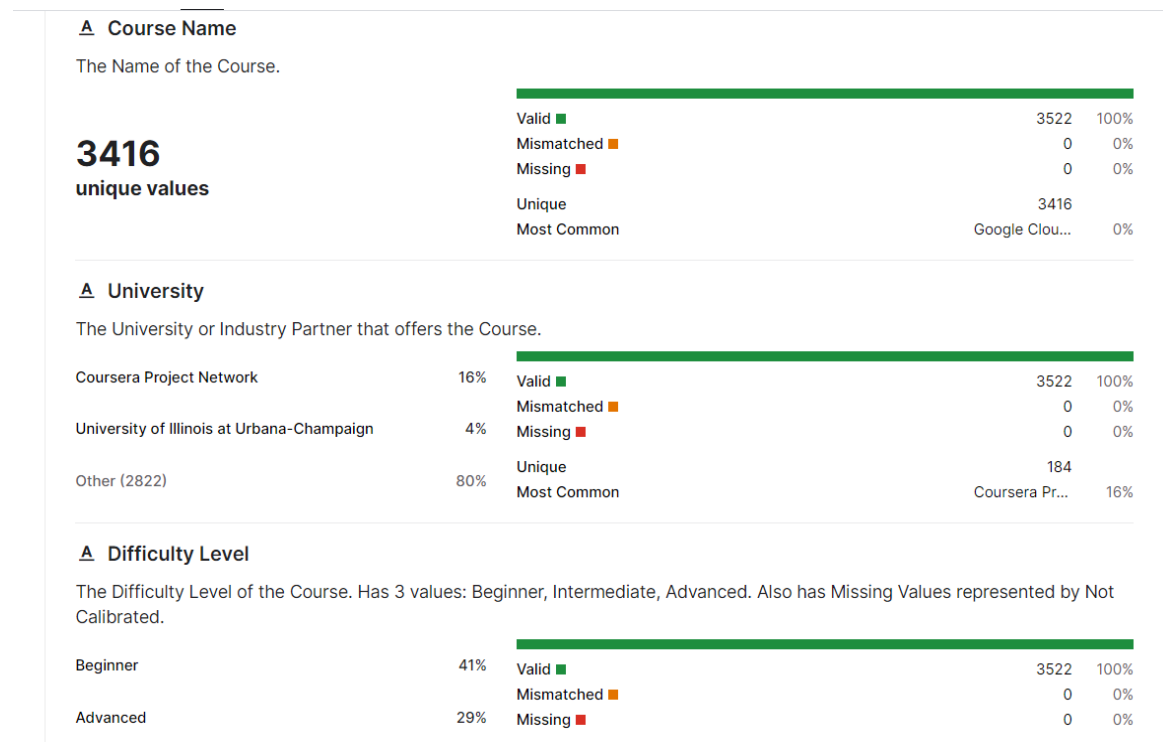 A Course Name
The Name of the Course.
3416
unique values
Valid 3522 100%
Mismatched 0 0%
Missing 0 0%
Unique 3416
Most Common Google Clou... 0%
A University
The University or Industry Partner that offers the Course.
Coursera Project Network 16%
University of Illinois at Urbana-Champaign 4%
Other (2822) 80%
Valid 3522 100%
Mismatched 0 0%
Missing 0 0%
Unique 184
Most Common Coursera Pr... 16%
A Difficulty Level
The Difficulty Level of the Course. Has 3 values: Beginner, Intermediate, Advanced. Also has Missing Values represented by Not
Calibrated.
Beginner 41%
Advanced 29%
Valid 3522 100%
Mismatched 0 0%
Missing 0 0%